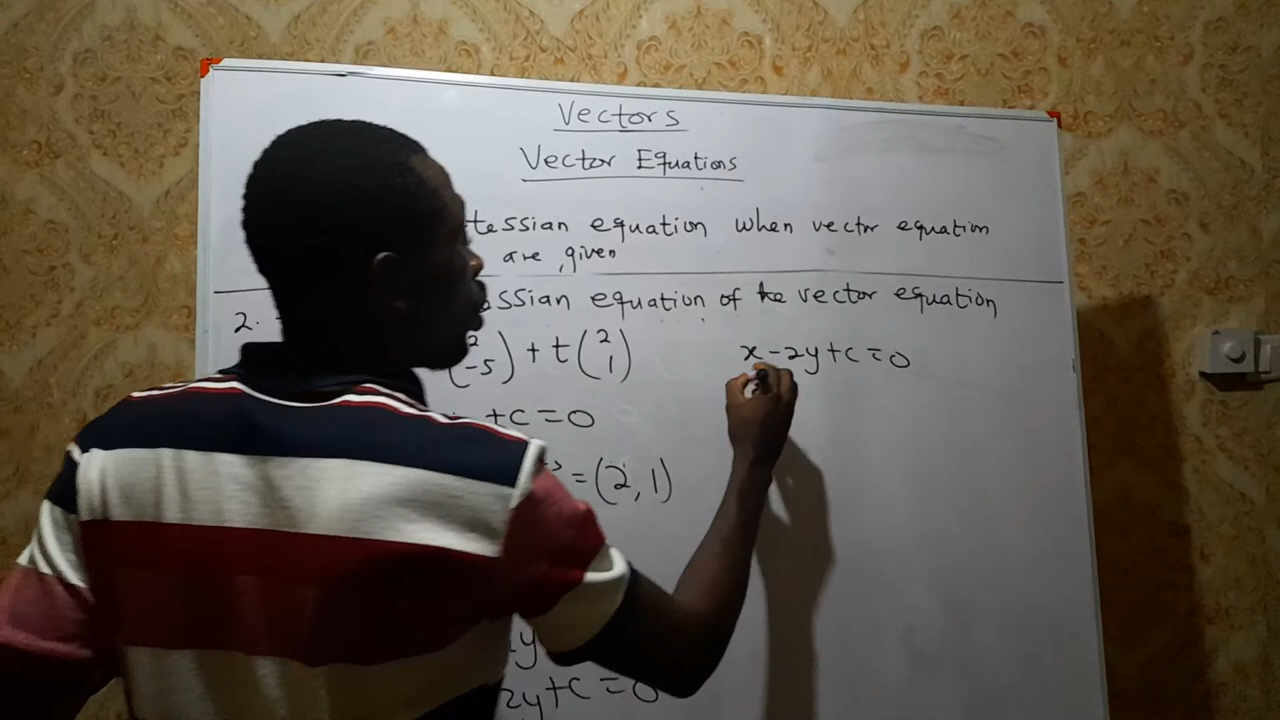 Vectors
Vector Equations
tessian equation when vector equation
are given
2. ssian equation of the vector equation
(2 -5) + t (2 1)
+c=0
=(2,1)
y
2y+c=0
x-2y+c=0